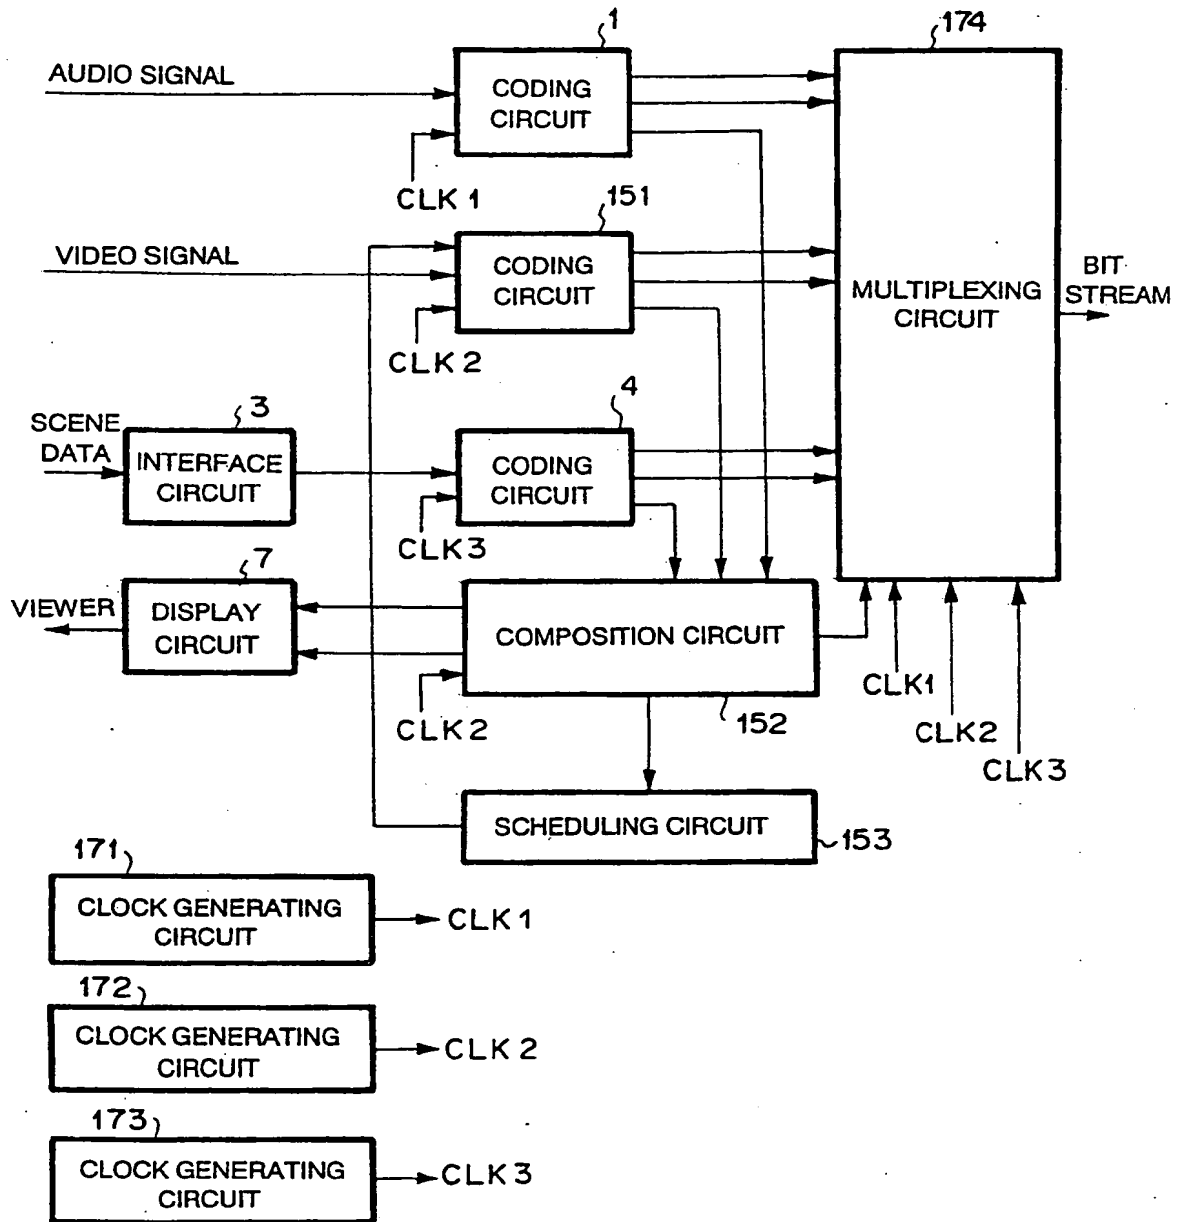 1
174
AUDIO SIGNAL
CODING
CIRCUIT
CLK 1
151
VIDEO SIGNAL
CODING
CIRCUIT
CLK 2
MULTIPLEXING
CIRCUIT
BIT
STREAM
SCENE
DATA
3
INTERFACE
CIRCUIT
4
CODING
CIRCUIT
CLK3
7
VIEWER
DISPLAY
CIRCUIT
COMPOSITION CIRCUIT
CLK2
152
CLK1
CLK2
CLK3
SCHEDULING CIRCUIT
153
171
CLOCK GENERATING
CIRCUIT
CLK 1
172
CLOCK GENERATING
CIRCUIT
CLK 2
173
CLOCK GENERATING
CIRCUIT
CLK 3